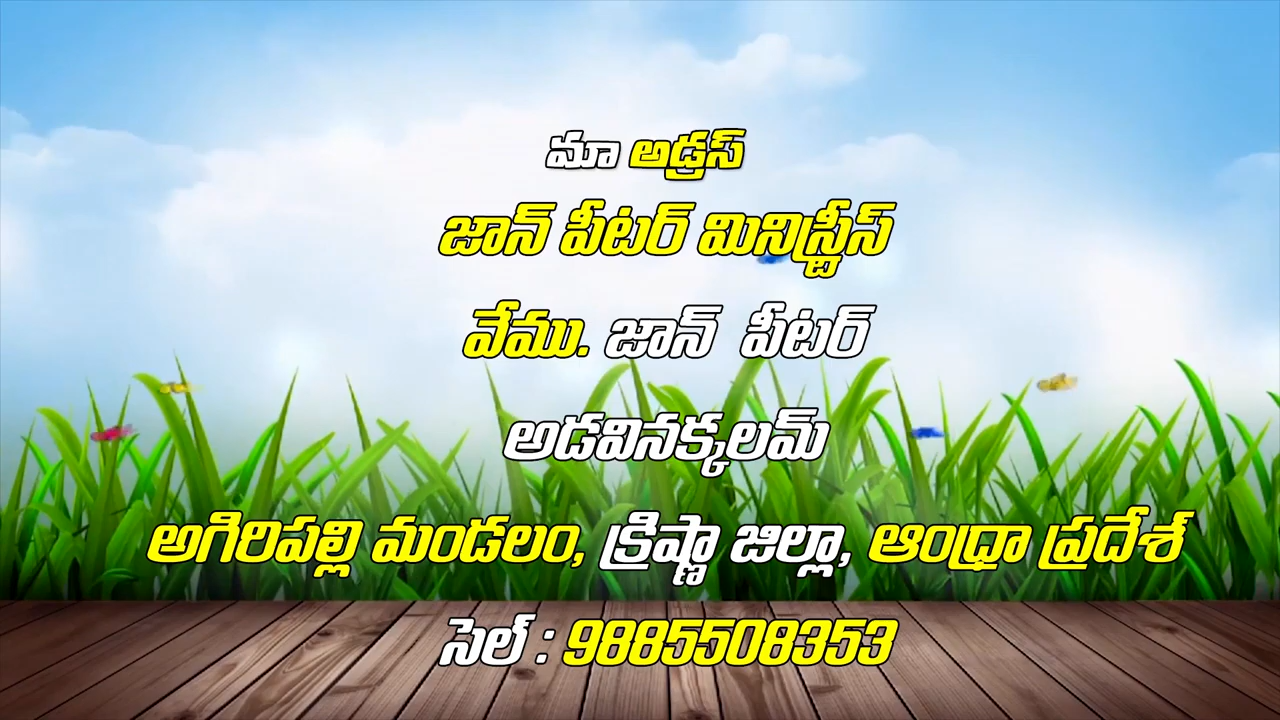 మా అడ్రస్
జాన్ పీటర్ మినిస్ట్రీస్
వేము. జాన్ పీటర్
అడవినక్కలమ్
అగిరిపల్లి మండలం, క్రిష్ణా జిల్లా, ఆంధ్రా ప్రదేశ్
సెల్ : 9885508353